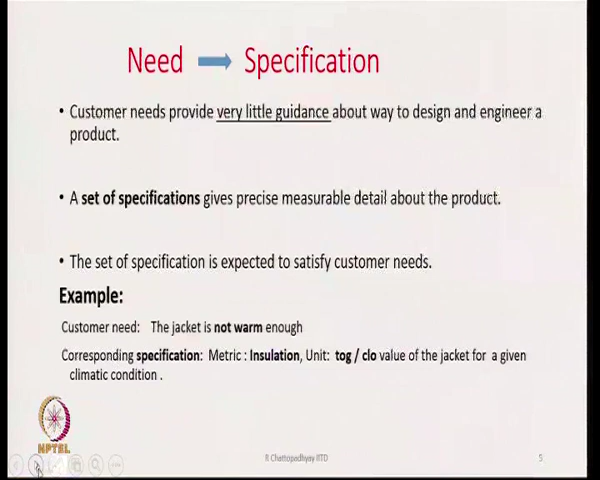 Need Specification
• Customer needs provide very little guidance about way to design and engineer a
product.
• A set of specifications gives precise measurable detail about the product.
• The set of specification is expected to satisfy customer needs.
Example:
Customer need: The jacket is not warm enough
Corresponding specification: Metric : Insulation, Unit: tog / clo value of the jacket for a given
climatic condition .
NPTEL
R Chattopadhyay IITD
5